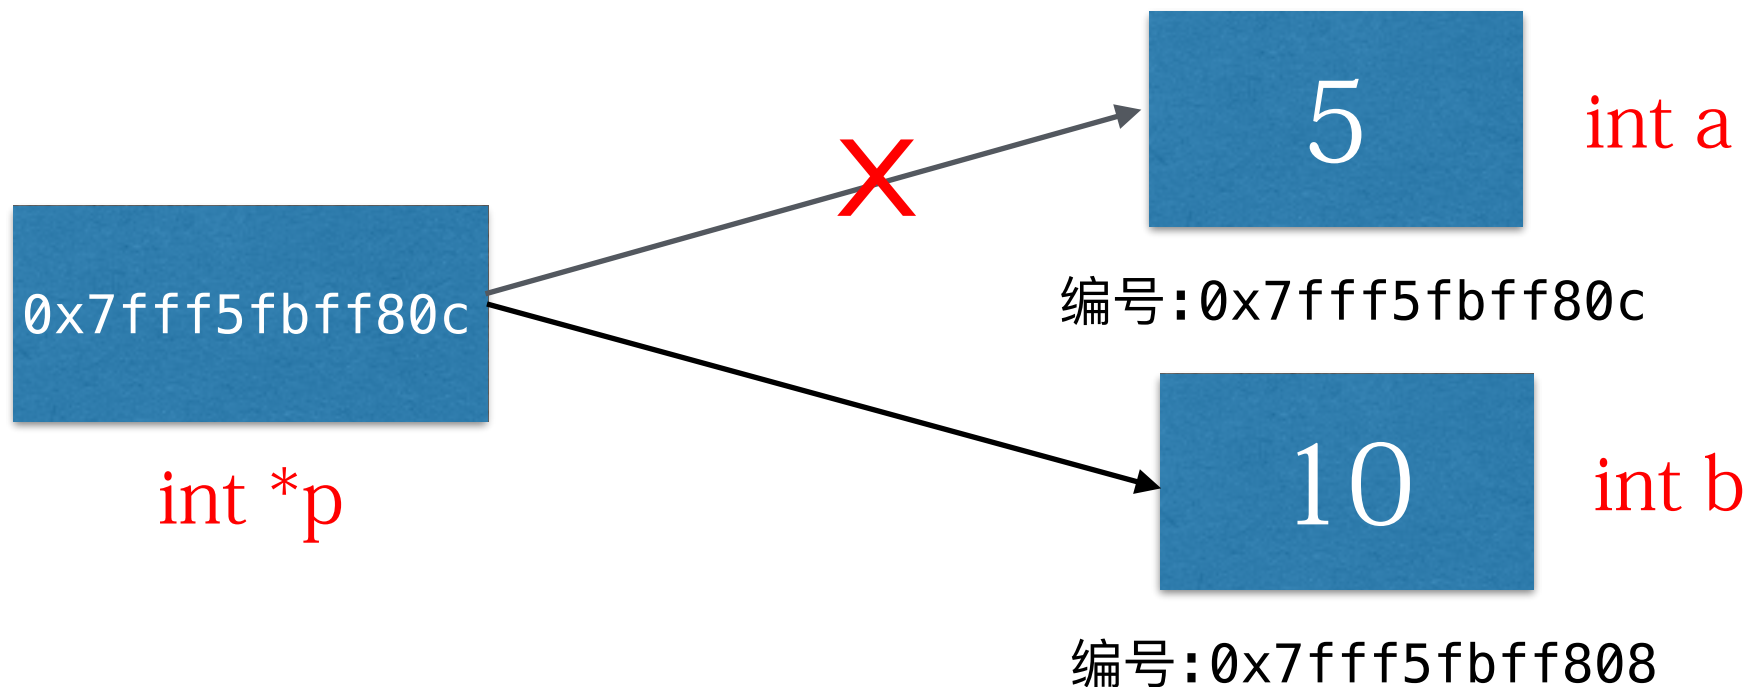 5
int a
编号:0x7fff5fbff80c
0x7fff5fbff80c
int *p
X
10
int b
编号:0x7fff5fbff808